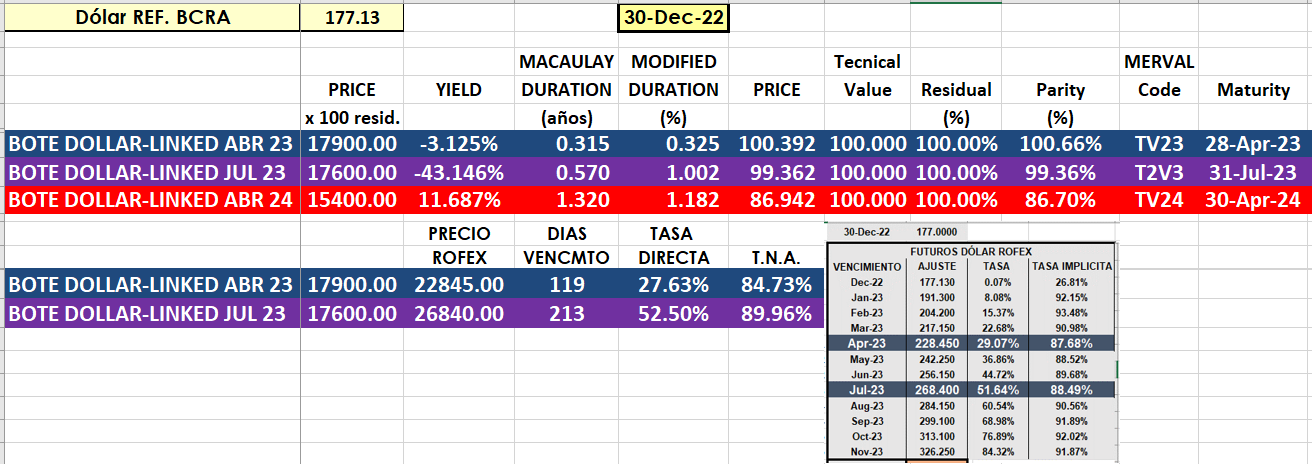 Dólar REF. BCRA 177.13 30-Dec-22
MACAULAY MODIFIED Tecnical MERVAL
PRICE YIELD DURATION DURATION PRICE Value Residual Parity Code Maturity
x 100 resid. (años) (%) (%) (%)
BOTE DOLLAR-LINKED ABR 23 17900.00 -3.125% 0.315 0.325 100.392 100.000 100.00% 100.66% TV23 28-Apr-23
BOTE DOLLAR-LINKED JUL 23 17600.00 -43.146% 0.570 1.002 99.362 100.000 100.00% 99.36% T2V3 31-Jul-23
BOTE DOLLAR-LINKED ABR 24 15400.00 11.687% 1.320 1.182 86.942 100.000 100.00% 86.70% TV24 30-Apr-24
PRECIO DIAS TASA
ROFEX VENCMTO DIRECTA T.N.A.
BOTE DOLLAR-LINKED ABR 23 17900.00 22845.00 119 27.63% 84.73%
BOTE DOLLAR-LINKED JUL 23 17600.00 26840.00 213 52.50% 89.96%
30-Dec-22 177.0000
FUTUROS DÓLAR ROFEX
VENCIMIENTO AJUSTE TASA TASA IMPLICITA
Dec-22 177.130 0.07% 26.81%
Jan-23 191.300 8.08% 92.15%
Feb-23 204.200 15.37% 93.48%
Mar-23 217.150 22.68% 90.98%
Apr-23 228.450 29.07% 87.68%
May-23 242.250 36.86% 88.52%
Jun-23 256.150 44.72% 89.68%
Jul-23 268.400 51.64% 88.49%
Aug-23 284.150 60.54% 90.56%
Sep-23 299.100 68.98% 91.89%
Oct-23 313.100 76.89% 92.02%
Nov-23 326.250 84.32% 91.87%